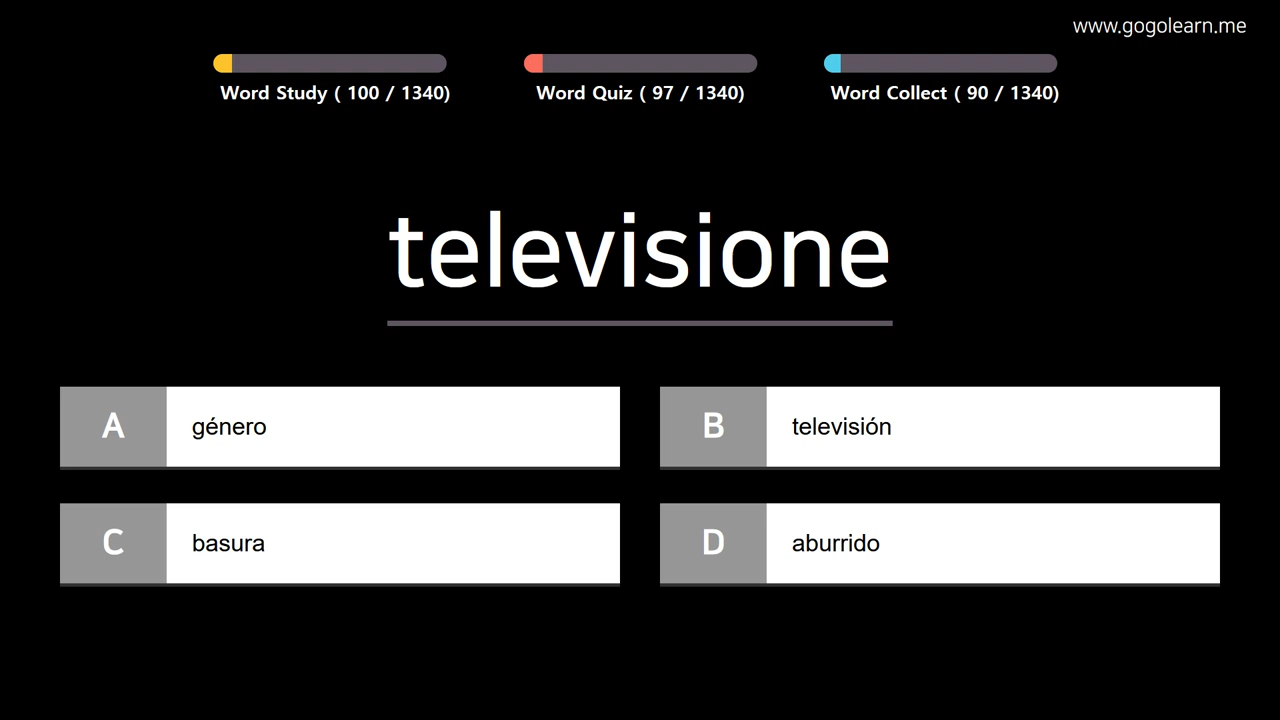 www.gogolearn.me
Word Study ( 100 / 1340)
Word Quiz ( 97 / 1340)
Word Collect ( 90 / 1340)
televisione
A género
B televisión
C basura
D aburrido